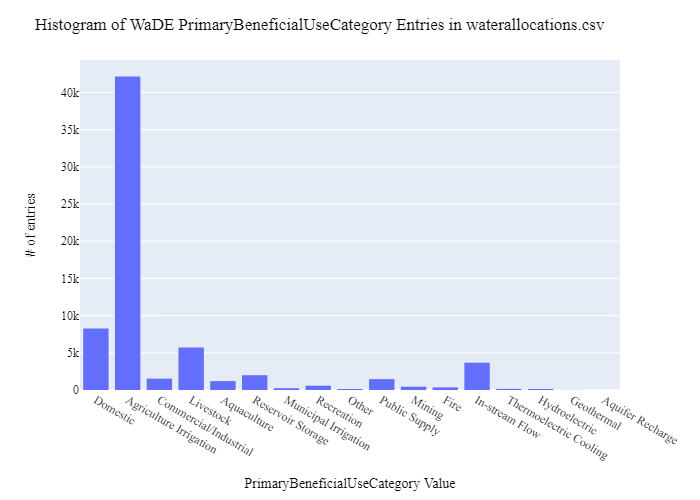 Histogram of WaDE PrimaryBeneficialUseCategory Entries in waterallocations.csv
# of entries
40k
35k
30k
25k
20k
15k
10k
5k
0
Domestic
Agriculture Irrigation
Commercial/Industrial
Livestock
Aquaculture
Reservoir Storage
Municipal Irrigation
Recreation
Other
Public Supply
Mining
Fire
In-stream Flow
Thermoelectric Cooling
Hydroelectric
Geothermal
Aquifer Recharge
PrimaryBeneficialUseCategory Value